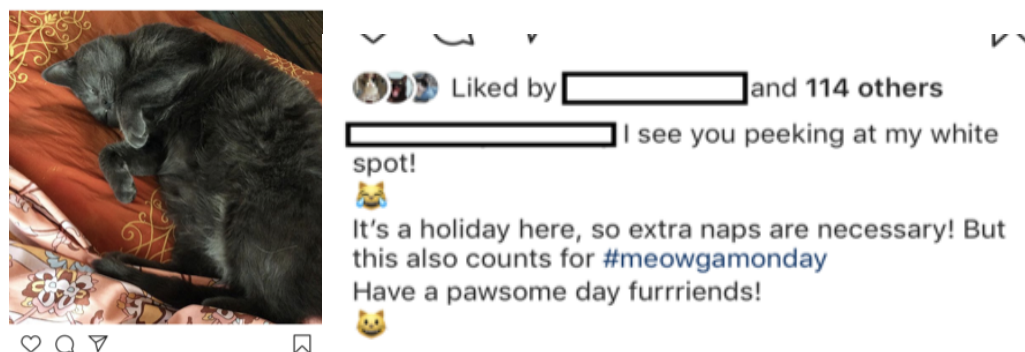 Liked by and 114 others
I see you peeking at my white
spot!
😹
It's a holiday here, so extra naps are necessary! But
this also counts for #meowgamonday
Have a pawsome day furrriends!
😺